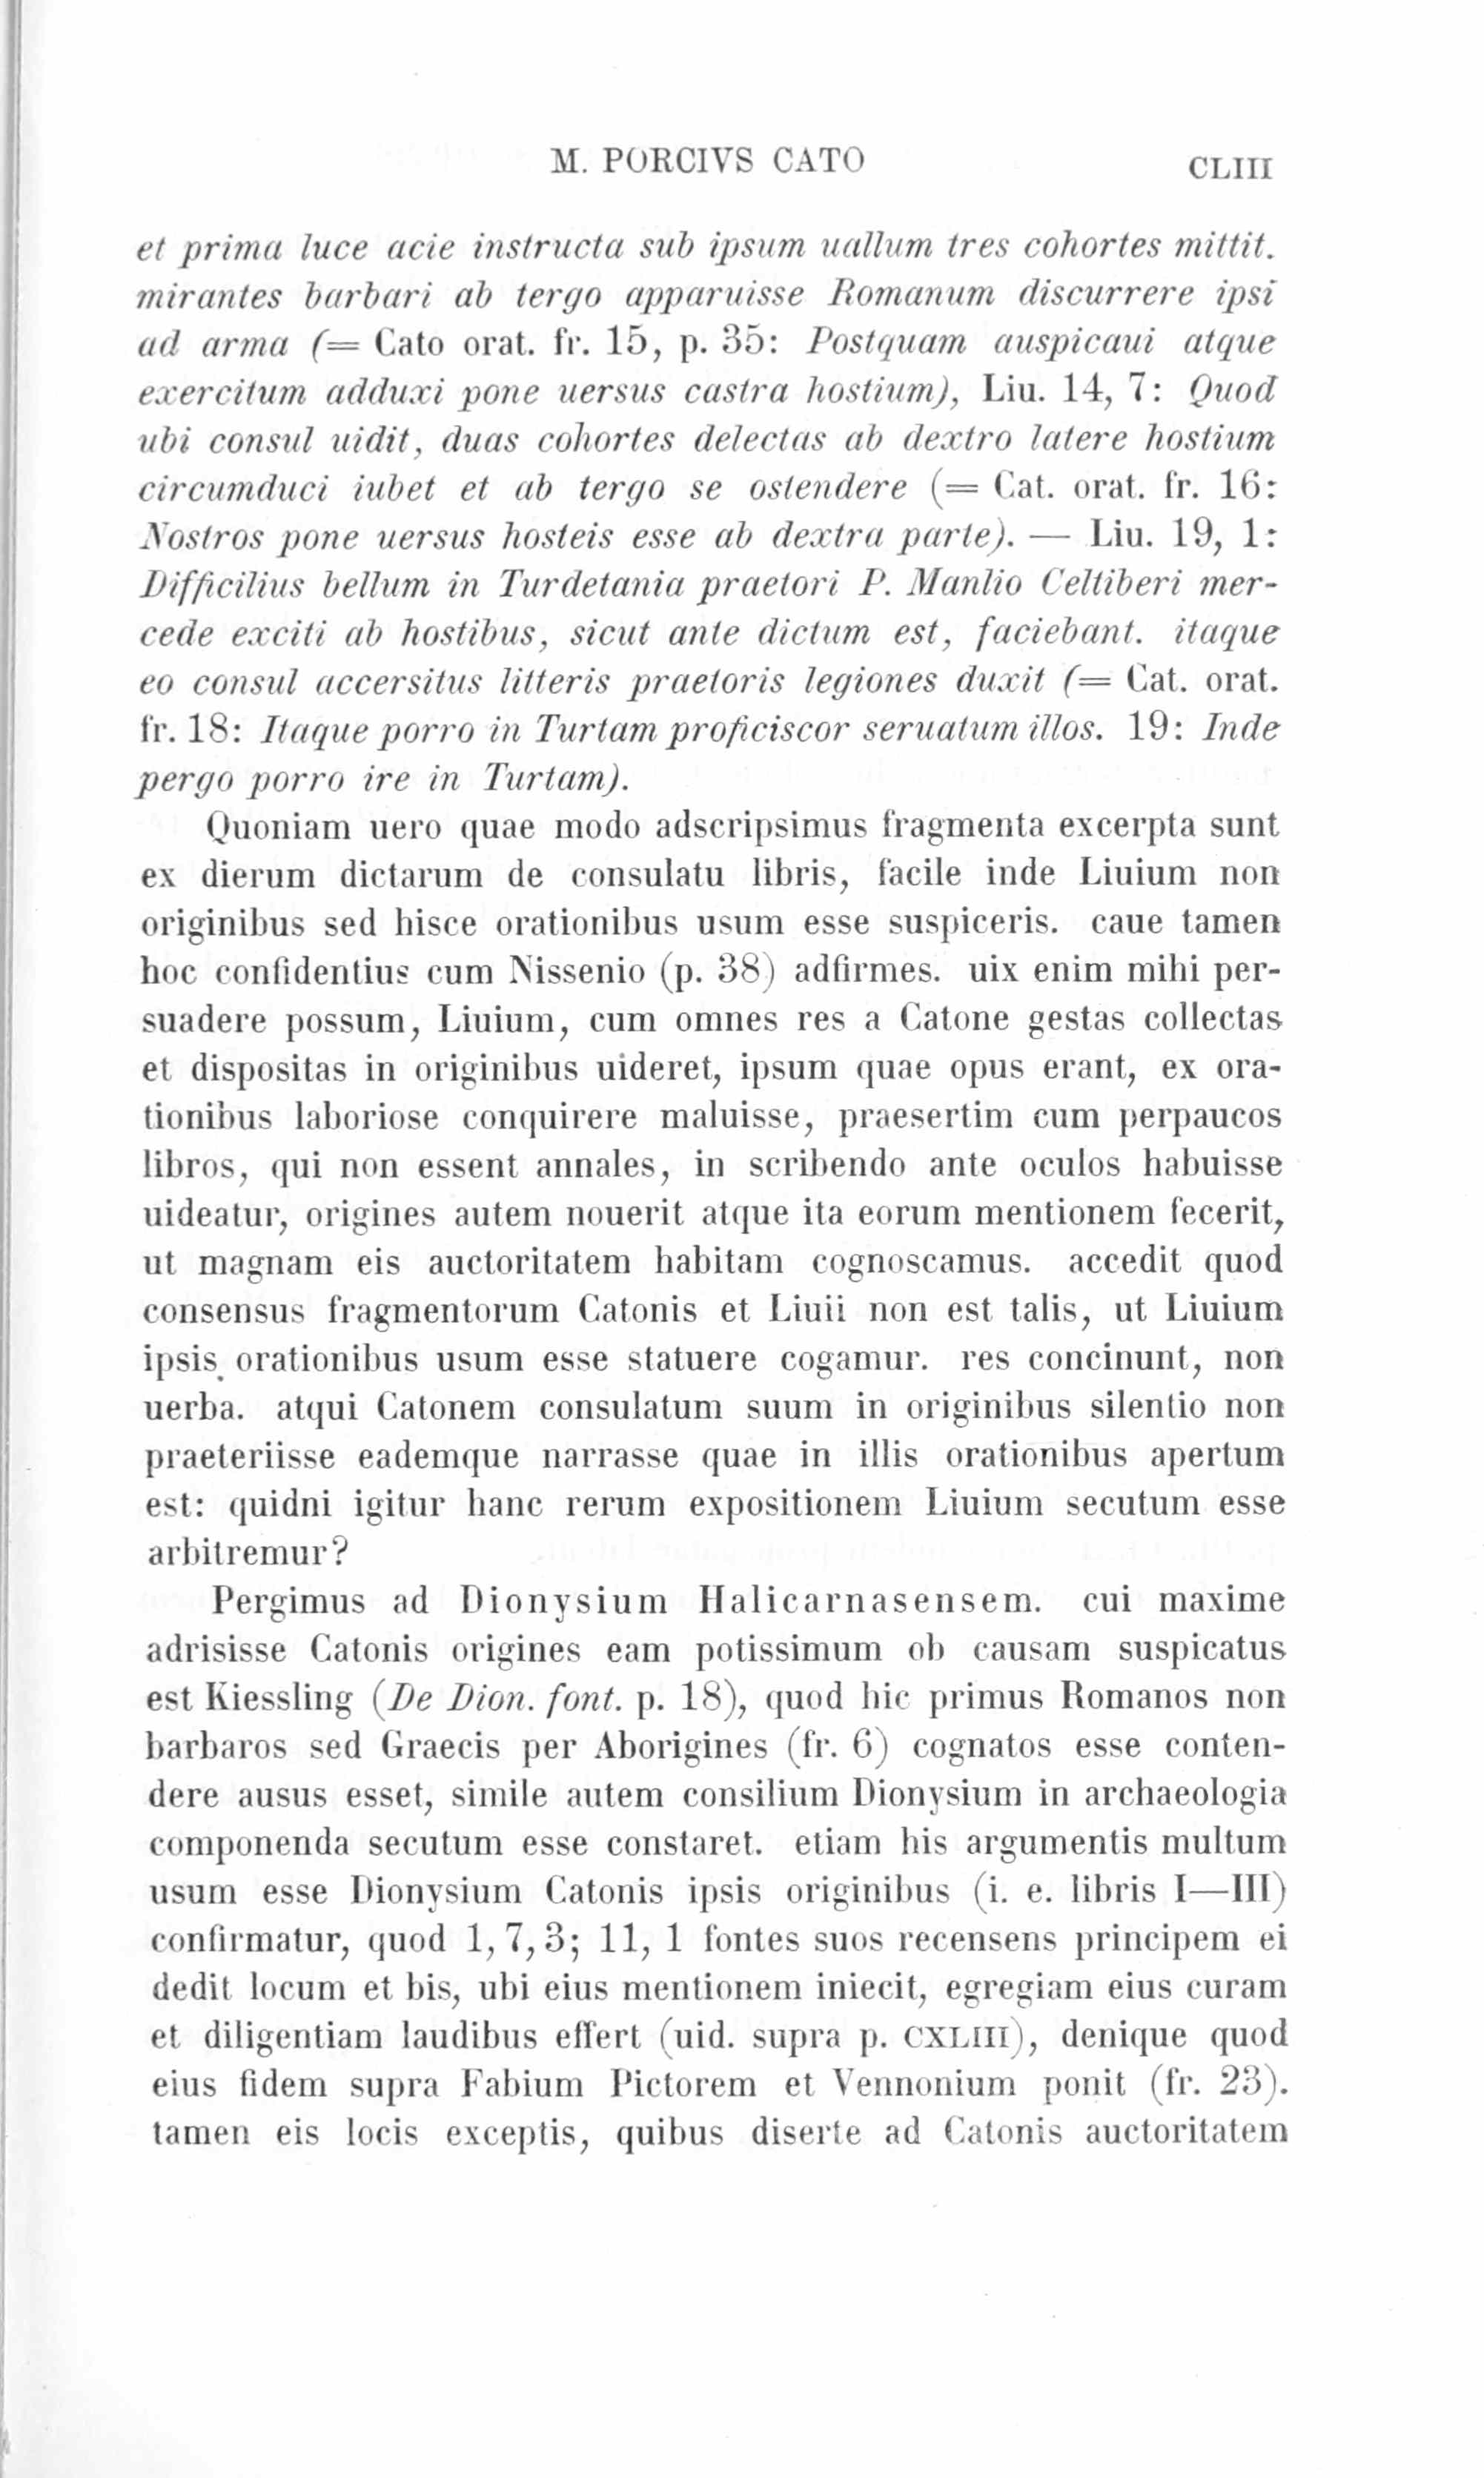 M. PORCIVS CATO CLIII
et prima luce acie instructa sub ipsum uallum tres cohortes mittit.
mirantes barbari ab tergo apparuisse Romanum discurrere ipsi
ad arma (= Cato orat. fr. 15, p. 35: Postquam auspicaui atque
exercitum adduxi pone uersus castra hostium), Liu. 14, 7: Quod
ubi consul uidit, duas cohortes delectas ab dextro latere hostium
circumduci iubet et ab tergo se ostendere (= Cat. orat. fr. 16:
Nostros pone uersus hosteis esse ab dextra parte). — Liu. 19, 1:
Difficilius bellum in Turdetania praetori P. Manlio Celtiberi mer-
cede exciti ab hostibus, sicut ante dictum est, faciebant. itaque
eo consul accersitus litteris praetoris legiones duxit (= Cat. orat.
fr. 18: Itaque porro in Turtam proficiscor seruatum illos. 19: Inde
pergo porro ire in Turtam).
Quoniam uero quae modo adscripsimus fragmenta excerpta sunt
ex dierum dictarum de consulatu libris, facile inde Liuium non
originibus sed hisce orationibus usum esse suspiceris. caue tamen
hoc confidentius cum Nissenio (p. 38) adfirmes. uix enim mihi per-
suadere possum, Liuium, cum omnes res a Catone gestas collectas
et dispositas in originibus uideret, ipsum quae opus erant, ex ora-
tionibus laboriose conquirere maluisse, praesertim cum perpaucos
libros, qui non essent annales, in scribendo ante oculos habuisse
uideatur, origines autem nouerit atque ita eorum mentionem fecerit,
ut magnam eis auctoritatem habitam cognoscamus. accedit quod
consensus fragmentorum Catonis et Liuii non est talis, ut Liuium
ipsis orationibus usum esse statuere cogamur. res concinunt, non
uerba. atqui Catonem consulatum suum in originibus silentio non
praeteriisse eademque narrasse quae in illis orationibus apertum
est: quidni igitur hanc rerum expositionem Liuium secutum esse
arbitremur?
Pergimus ad Dionysium Halicarnasensem. cui maxime
adrisisse Catonis origines eam potissimum ob causam suspicatus
est Kiessling (De Dion. font. p. 18), quod hic primus Romanos non
barbaros sed Graecis per Aborigines (fr. 6) cognatos esse conten-
dere ausus esset, simile autem consilium Dionysium in archaeologia
componenda secutum esse constaret. etiam his argumentis multum
usum esse Dionysium Catonis ipsis originibus (i. e. libris I—III)
confirmatur, quod 1, 7, 3; 11, 1 fontes suos recensens principem ei
dedit locum et bis, ubi eius mentionem iniecit, egregiam eius curam
et diligentiam laudibus effert (uid. supra p. CXLIII), denique quod
eius fidem supra Fabium Pictorem et Vennonium ponit (fr. 23).
tamen eis locis exceptis, quibus diserte ad Catonis auctoritatem